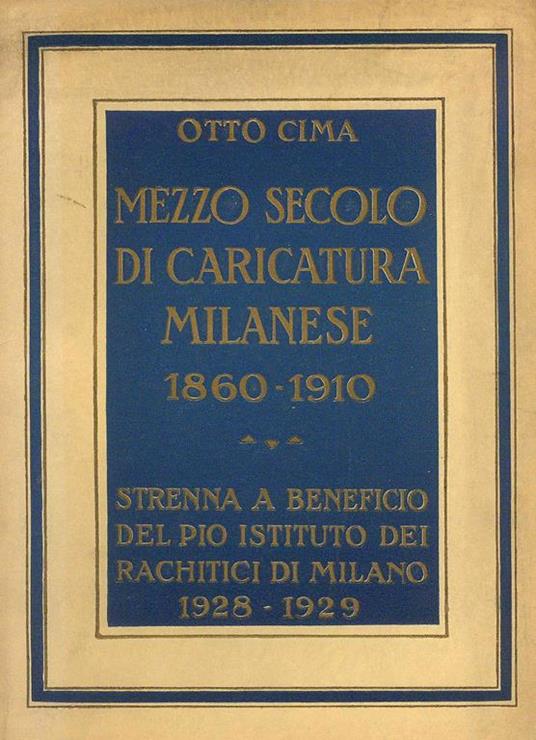 OTTO CIMA
MEZZO SECOLO
DI CARICATURA
MILANESE
1860-1910
STRENNA A BENEFICIO
DEL PIO ISTITUTO DEI
RACHITICI DI MILANO
1928 - 1929